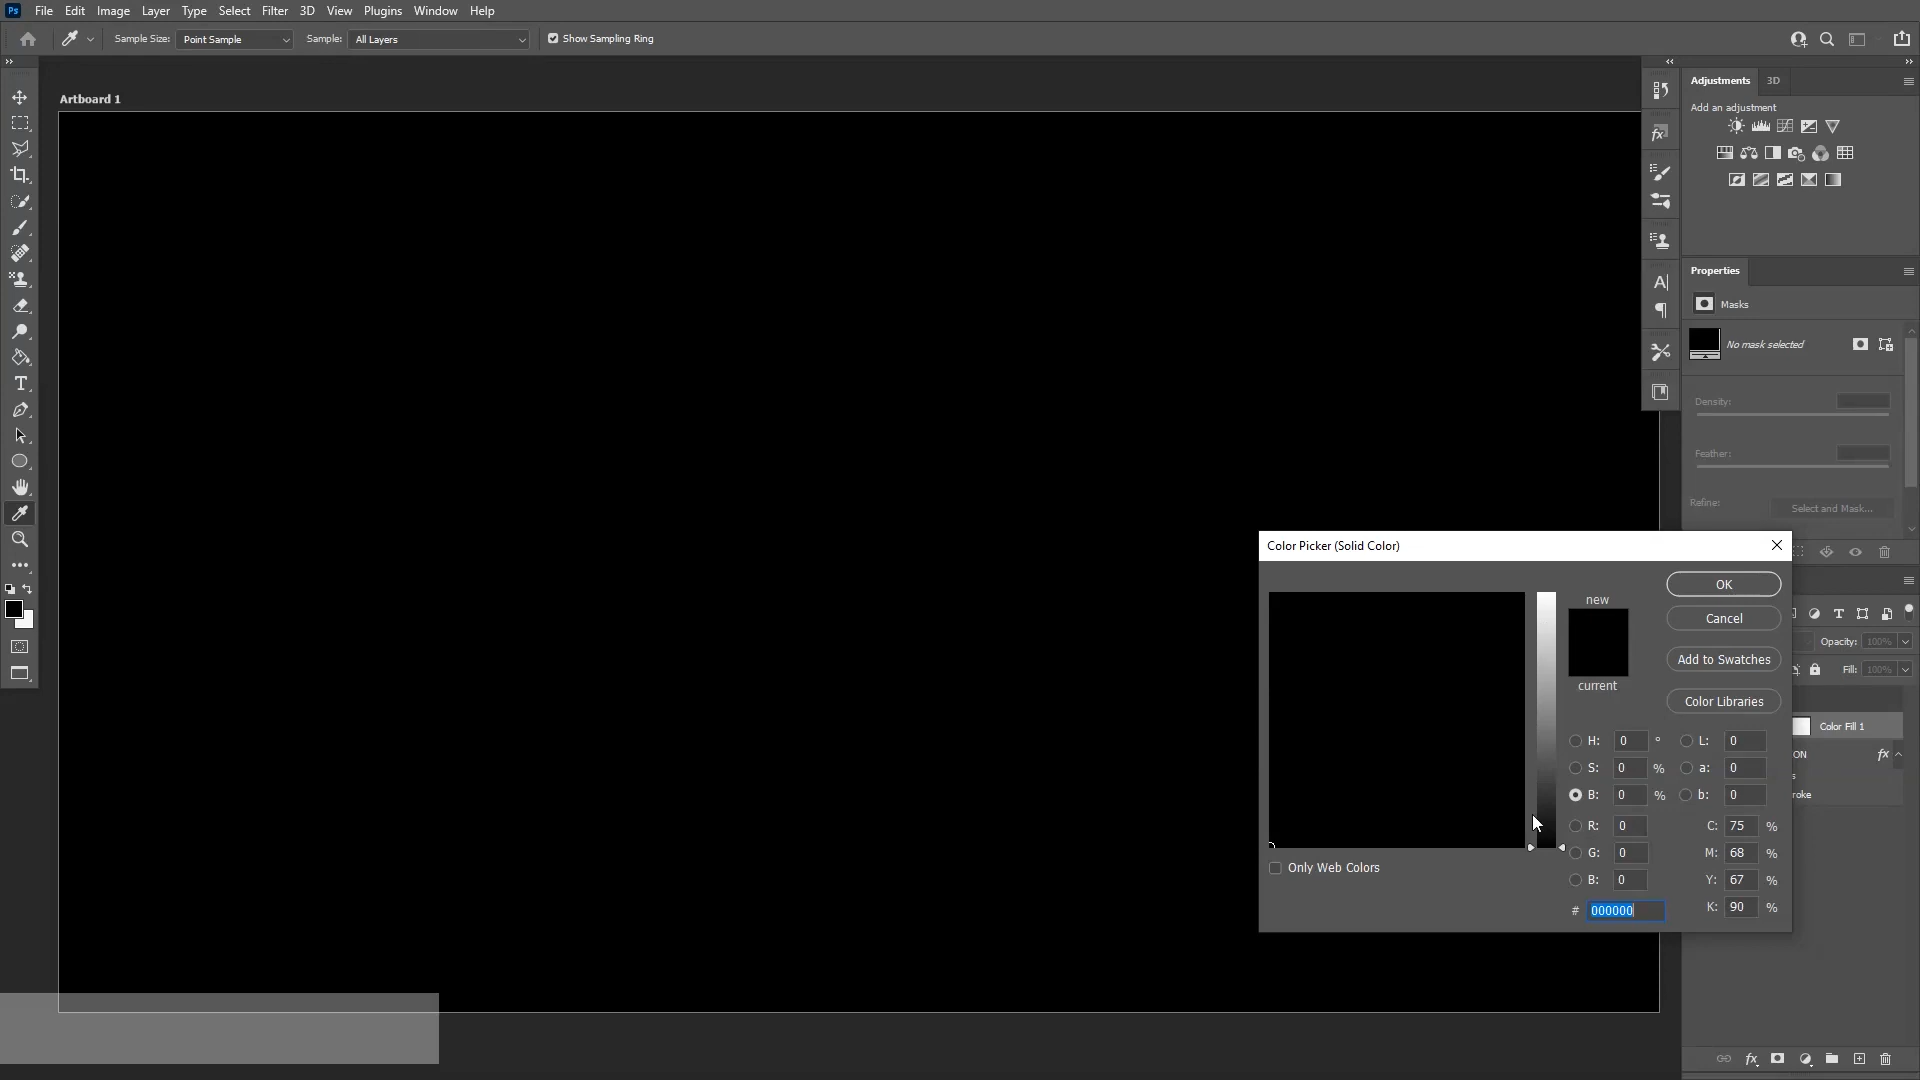 Ps File Edit Image Layer Type Select Filter 3D View Plugins Window Help
Sample Size: Point Sample Sample: All Layers Show Sampling Ring
Artboard 1
Adjustments 3D
Add an adjustment
Properties
Masks
No mask selected
Density:
Feather:
Refine: Select and Mask...
Color Picker (Solid Color)
new
current
OK
Cancel
Add to Swatches
Color Libraries
H: 0 ° L: 0
S: 0 % a: 0
B: 0 % b: 0
R: 0 C: 75 %
G: 0 M: 68 %
B: 0 Y: 67 %
# 000000 K: 90 %
Only Web Colors
Opacity: 100%
Fill: 100%
Color Fill 1
ON fx
s
roke